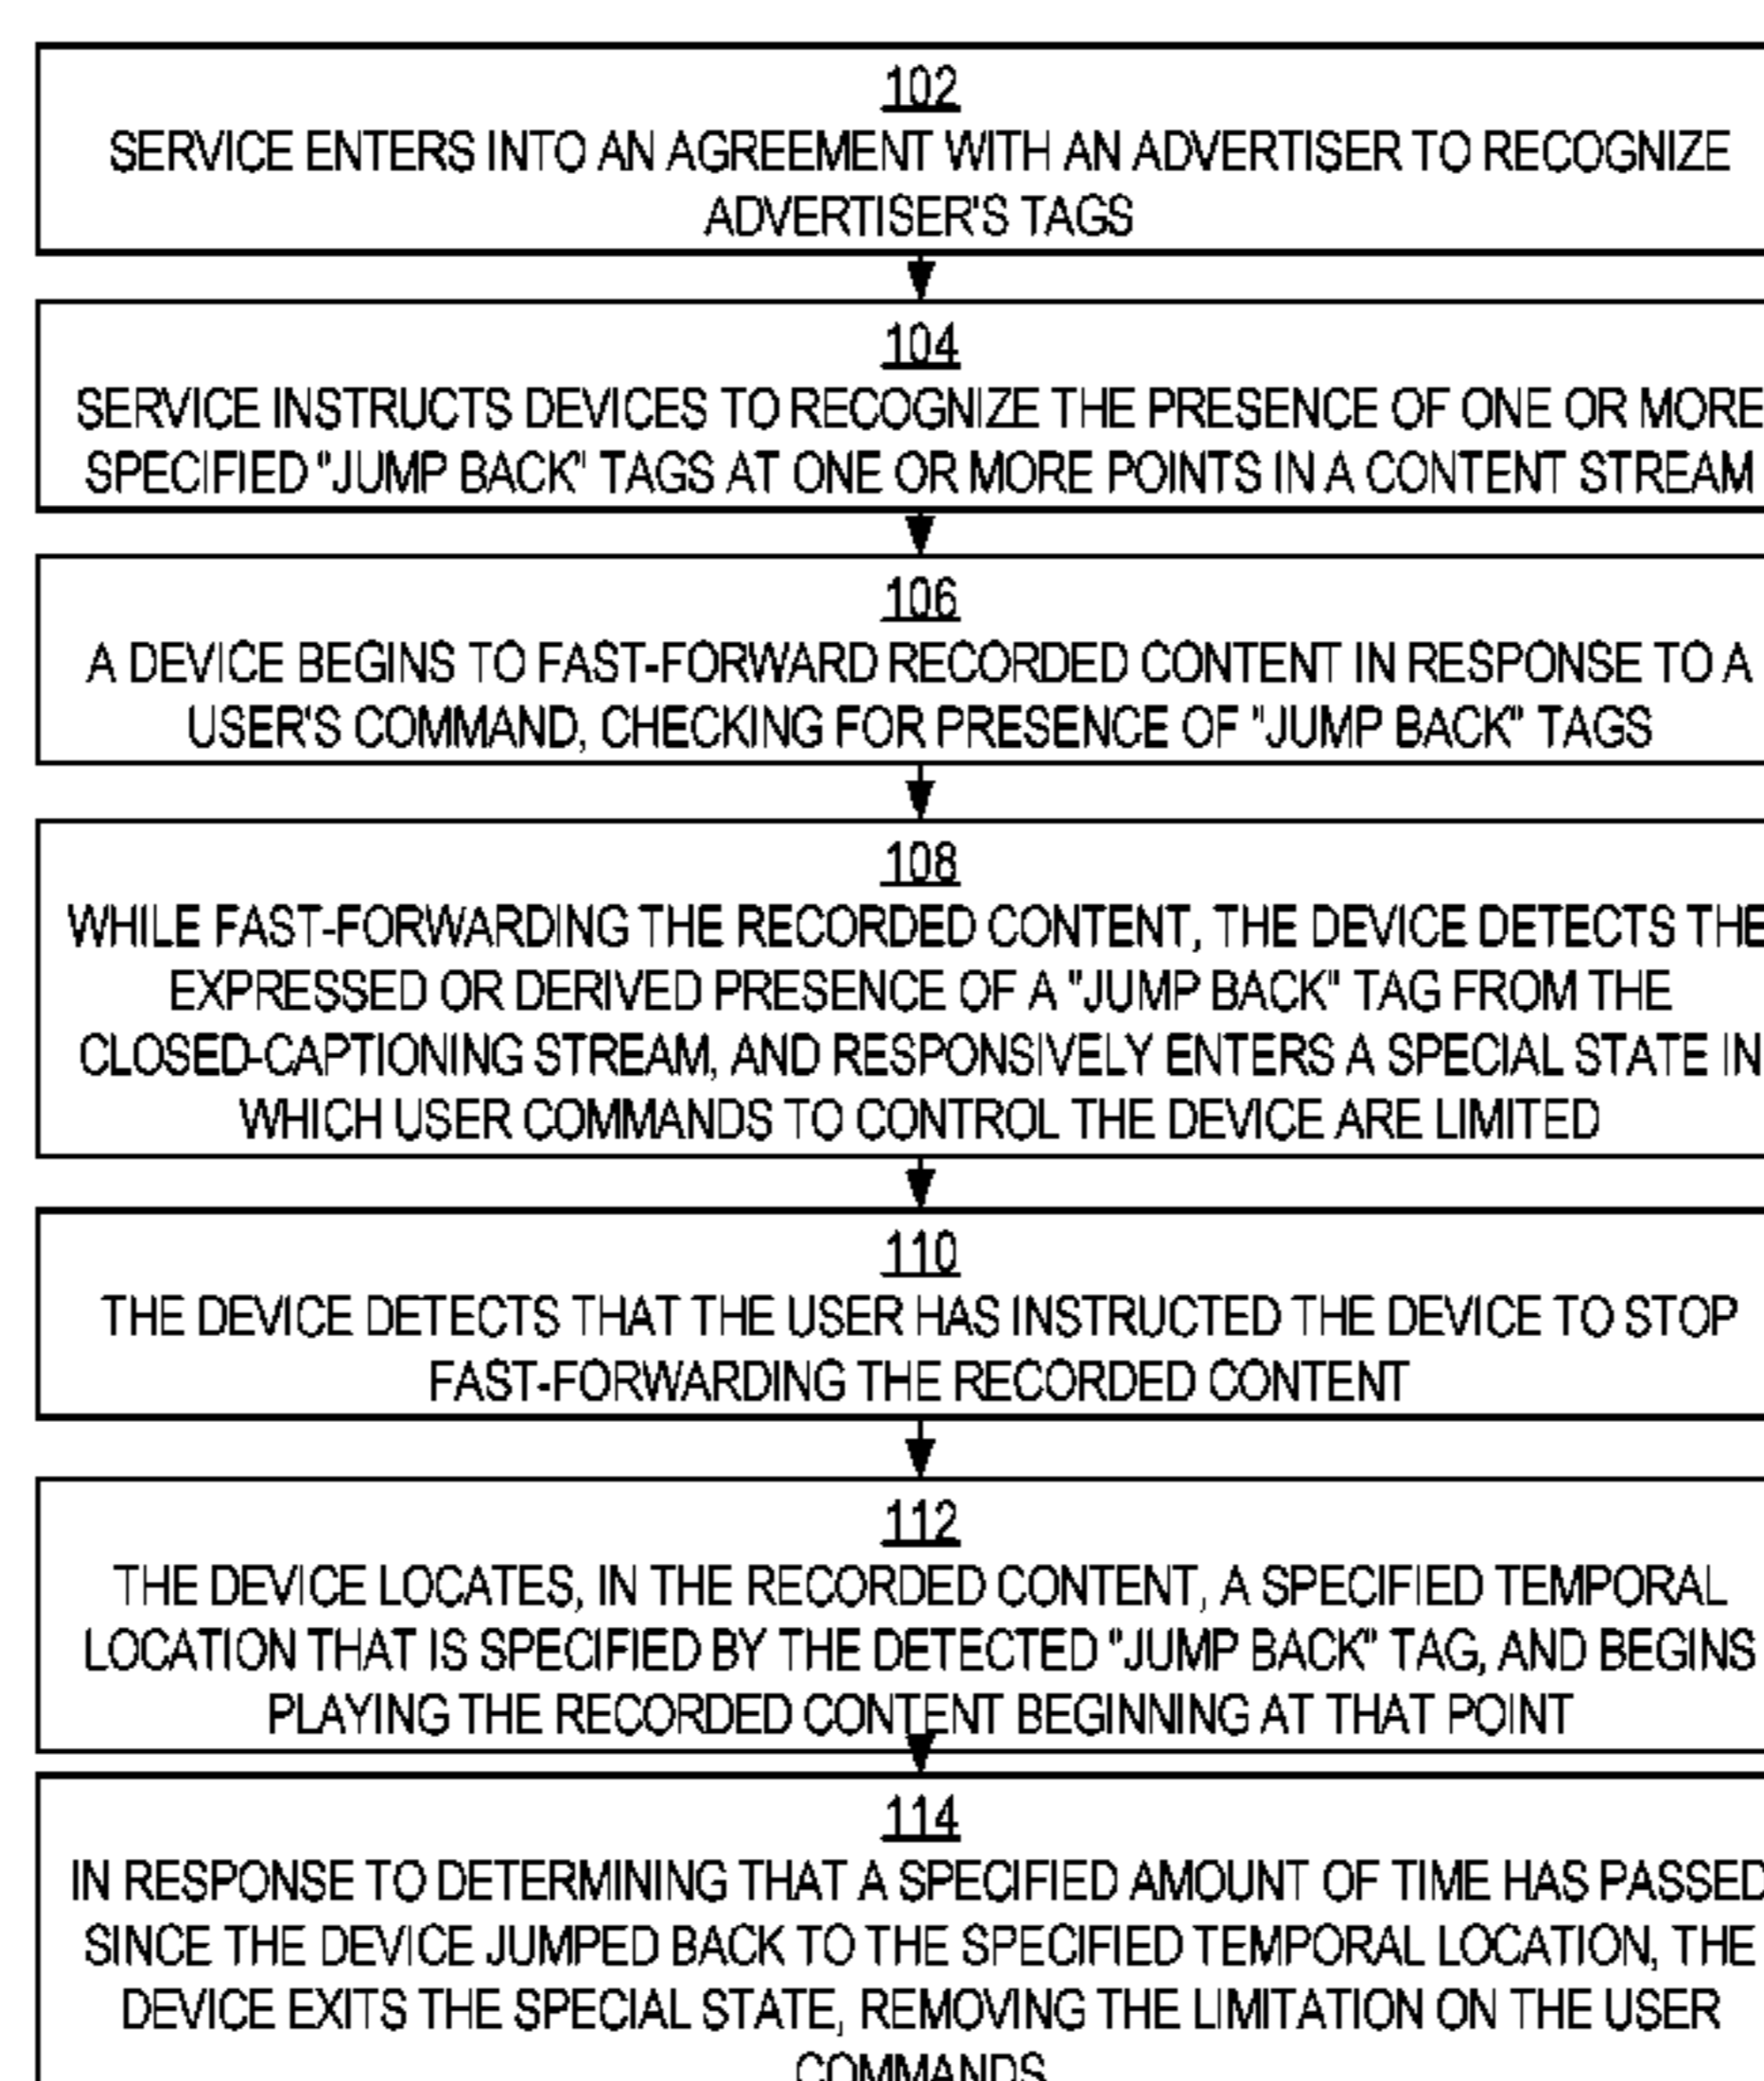 102
SERVICE ENTERS INTO AN AGREEMENT WITH AN ADVERTISER TO RECOGNIZE
ADVERTISER'S TAGS
104
SERVICE INSTRUCTS DEVICES TO RECOGNIZE THE PRESENCE OF ONE OR MORE
SPECIFIED "JUMP BACK" TAGS AT ONE OR MORE POINTS IN A CONTENT STREAM
106
A DEVICE BEGINS TO FAST-FORWARD RECORDED CONTENT IN RESPONSE TO A
USER'S COMMAND, CHECKING FOR PRESENCE OF "JUMP BACK" TAGS
108
WHILE FAST-FORWARDING THE RECORDED CONTENT, THE DEVICE DETECTS THE
EXPRESSED OR DERIVED PRESENCE OF A "JUMP BACK" TAG FROM THE
CLOSED-CAPTIONING STREAM, AND RESPONSIVELY ENTERS A SPECIAL STATE IN
WHICH USER COMMANDS TO CONTROL THE DEVICE ARE LIMITED
110
THE DEVICE DETECTS THAT THE USER HAS INSTRUCTED THE DEVICE TO STOP
FAST-FORWARDING THE RECORDED CONTENT
112
THE DEVICE LOCATES, IN THE RECORDED CONTENT, A SPECIFIED TEMPORAL
LOCATION THAT IS SPECIFIED BY THE DETECTED "JUMP BACK" TAG, AND BEGINS
PLAYING THE RECORDED CONTENT BEGINNING AT THAT POINT
114
IN RESPONSE TO DETERMINING THAT A SPECIFIED AMOUNT OF TIME HAS PASSED
SINCE THE DEVICE JUMPED BACK TO THE SPECIFIED TEMPORAL LOCATION, THE
DEVICE EXITS THE SPECIAL STATE, REMOVING THE LIMITATION ON THE USER
COMMANDS